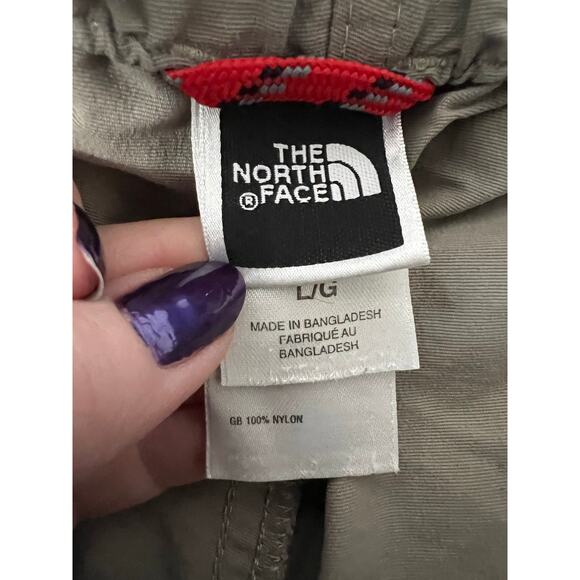 THE
NORTH
®FACE
L/G
MADE IN BANGLADESH
FABRIQUÉ AU
BANGLADESH
GB 100% NYLON